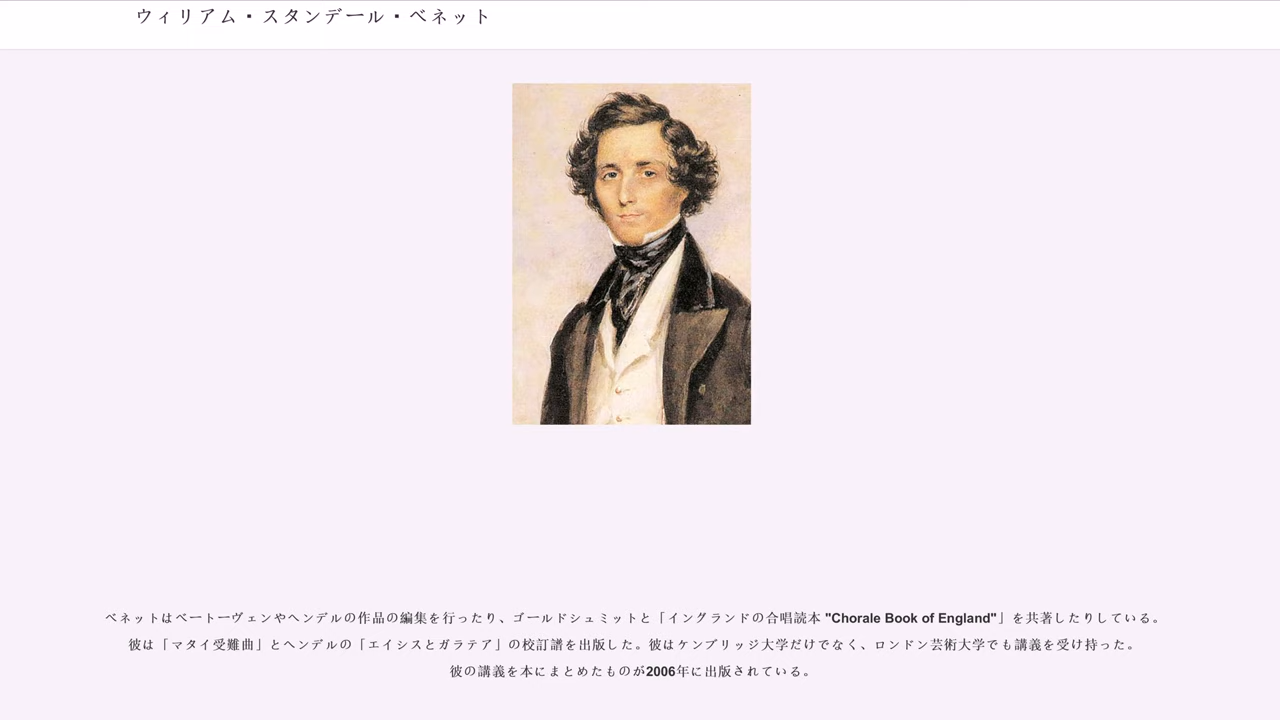 ウィリアム・スタンデール・ベネット
ベネットはベートーヴェンやヘンデルの作品の編集を行ったり、ゴールドシュミットと「イングランドの合唱読本 "Chorale Book of England"」を共著したりしている。
彼は「マタイ受難曲」とヘンデルの「エイシスとガラテア」の校訂譜を出版した。彼はケンブリッジ大学だけでなく、ロンドン芸術大学でも講義を受け持った。
彼の講義を本にまとめたものが2006年に出版されている。